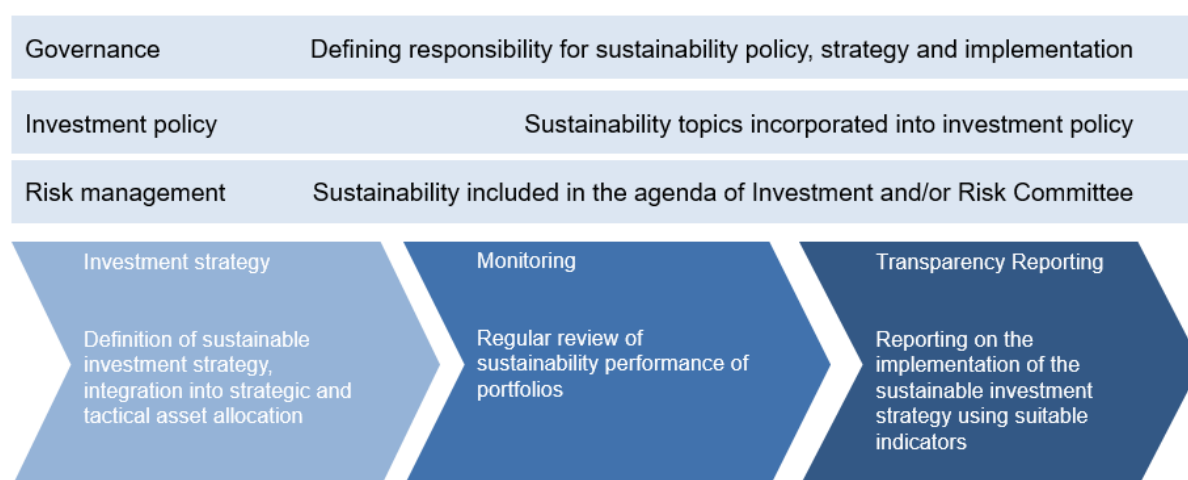 Governance Defining responsibility for sustainability policy, strategy and implementation
Investment policy Sustainability topics incorporated into investment policy
Risk management Sustainability included in the agenda of Investment and/or Risk Committee
Investment strategy
Definition of sustainable
investment strategy,
integration into strategic and
tactical asset allocation
Monitoring
Regular review of
sustainability performance of
portfolios
Transparency Reporting
Reporting on the
implementation of the
sustainable investment
strategy using suitable
indicators